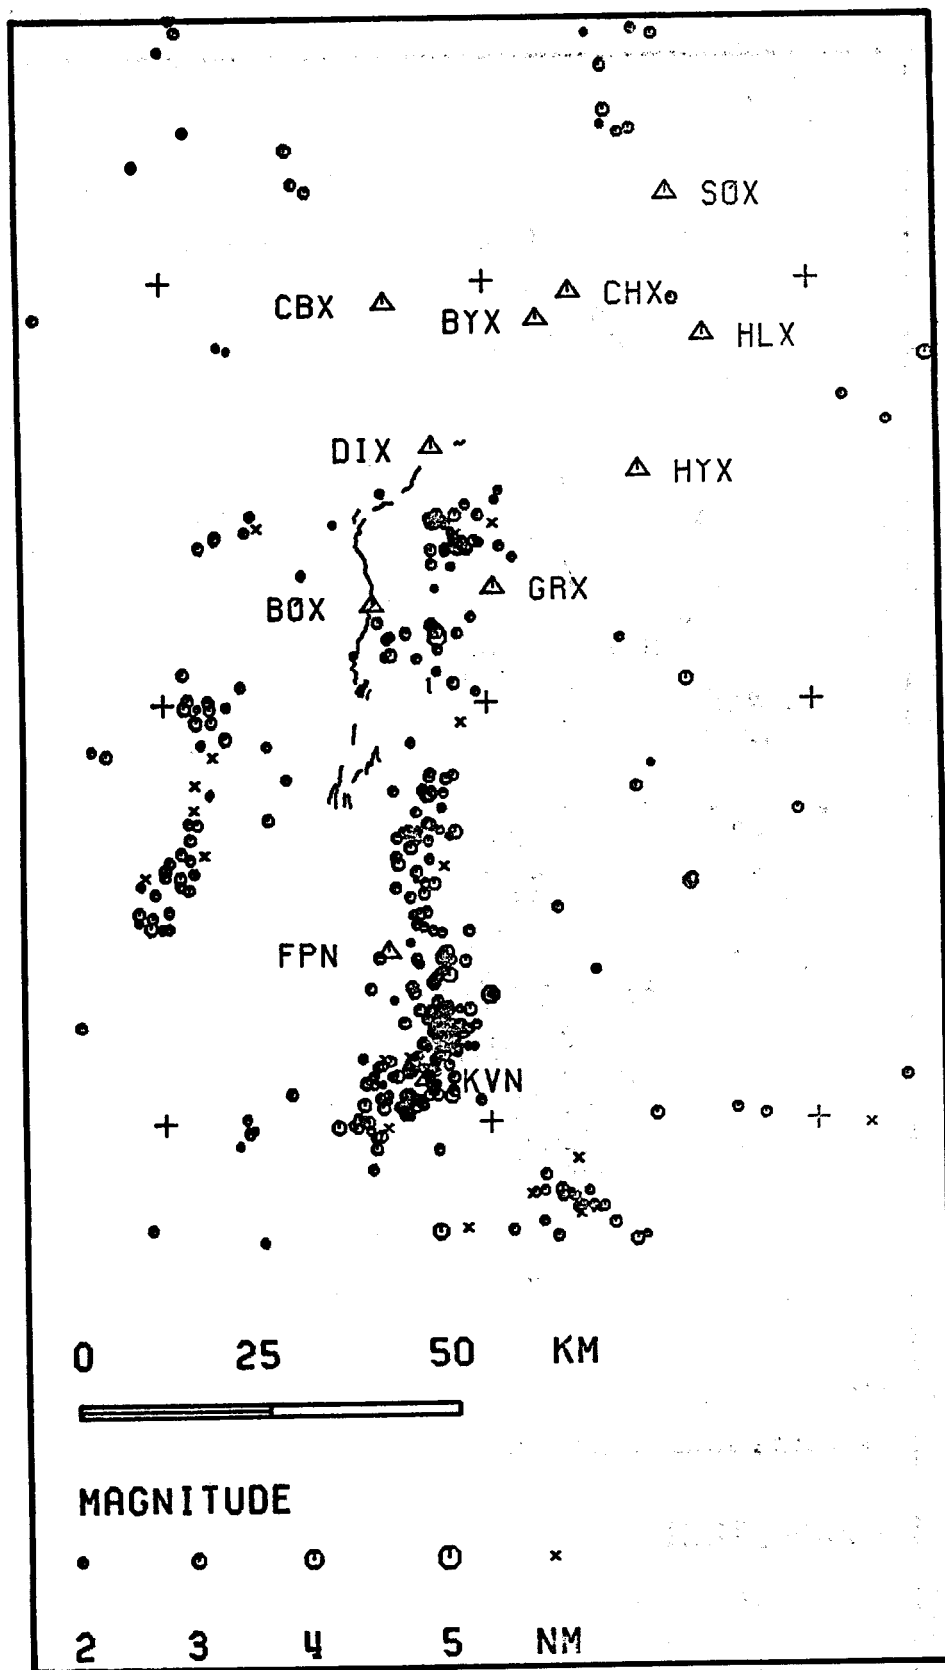 SØX
CHX
CBX
BYX
HLX
DIX
HYX
GRX
BØX
FPN
KVN
0 25 50 KM
MAGNITUDE
2 3 4 5 NM